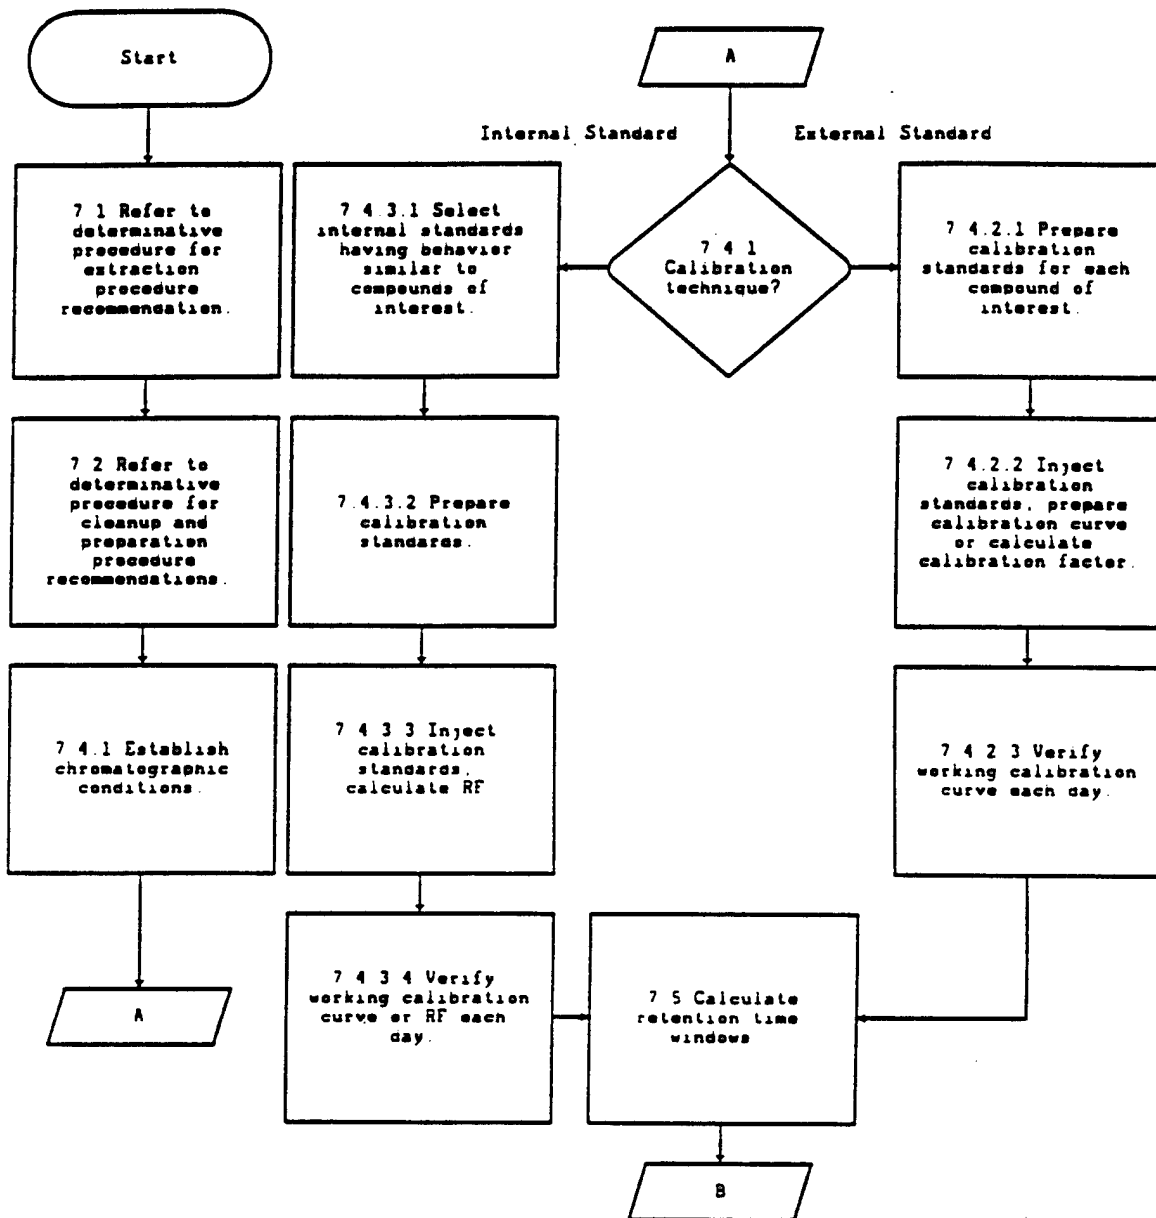 Start
7 1 Refer to
determinative
procedure for
extraction
procedure
recommendation.
7 2 Refer to
determinative
procedure for
cleanup and
preparation
procedure
recommendations.
7 4.1 Establish
chromatographic
conditions.
A
A
Internal Standard
External Standard
7 4 1
Calibration
technique?
7 4.3.1 Select
internal standards
having behavior
similar to
compounds of
interest.
7.4.3.2 Prepare
calibration
standards.
7 4 3 3 Inject
calibration
standards,
calculate RF
7 4 3 4 Verify
working calibration
curve or RF each
day.
7 4.2.1 Prepare
calibration
standards for each
compound of
interest.
7 4.2.2 Inject
calibration
standards, prepare
calibration curve
or calculate
calibration factor.
7 4 2 3 Verify
working calibration
curve each day.
7 5 Calculate
retention time
windows
B